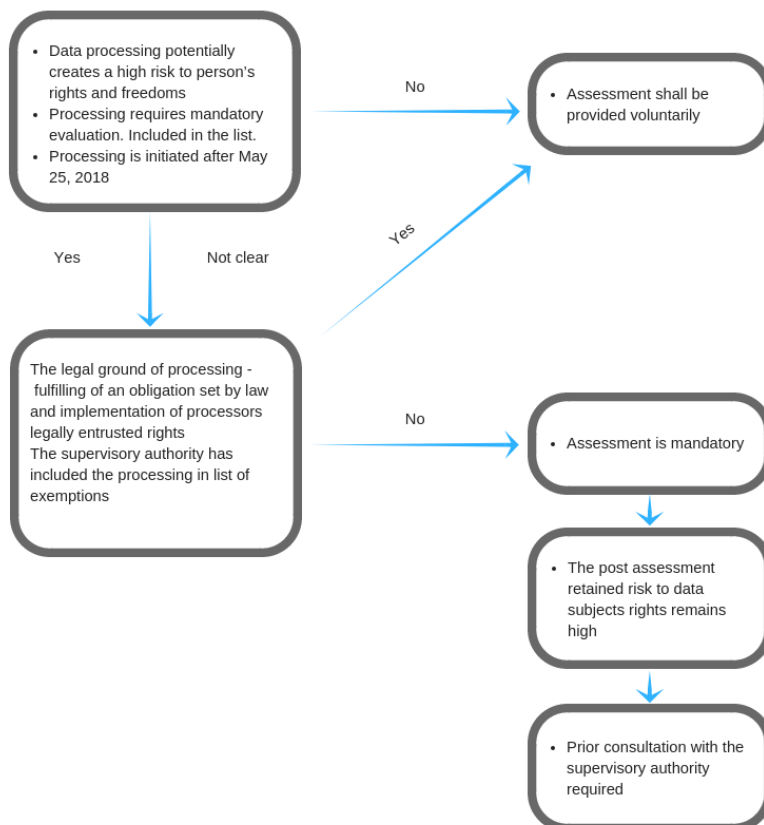 • Data processing potentially
creates a high risk to person's
rights and freedoms
• Processing requires mandatory
evaluation. Included in the list.
• Processing is initiated after May
25, 2018
No
• Assessment shall be
provided voluntarily
Yes
Not clear
Yes
The legal ground of processing -
fulfilling of an obligation set by law
and implementation of processors
legally entrusted rights
The supervisory authority has
included the processing in list of
exemptions
No
• Assessment is mandatory
• The post assessment
retained risk to data
subjects rights remains
high
• Prior consultation with the
supervisory authority
required